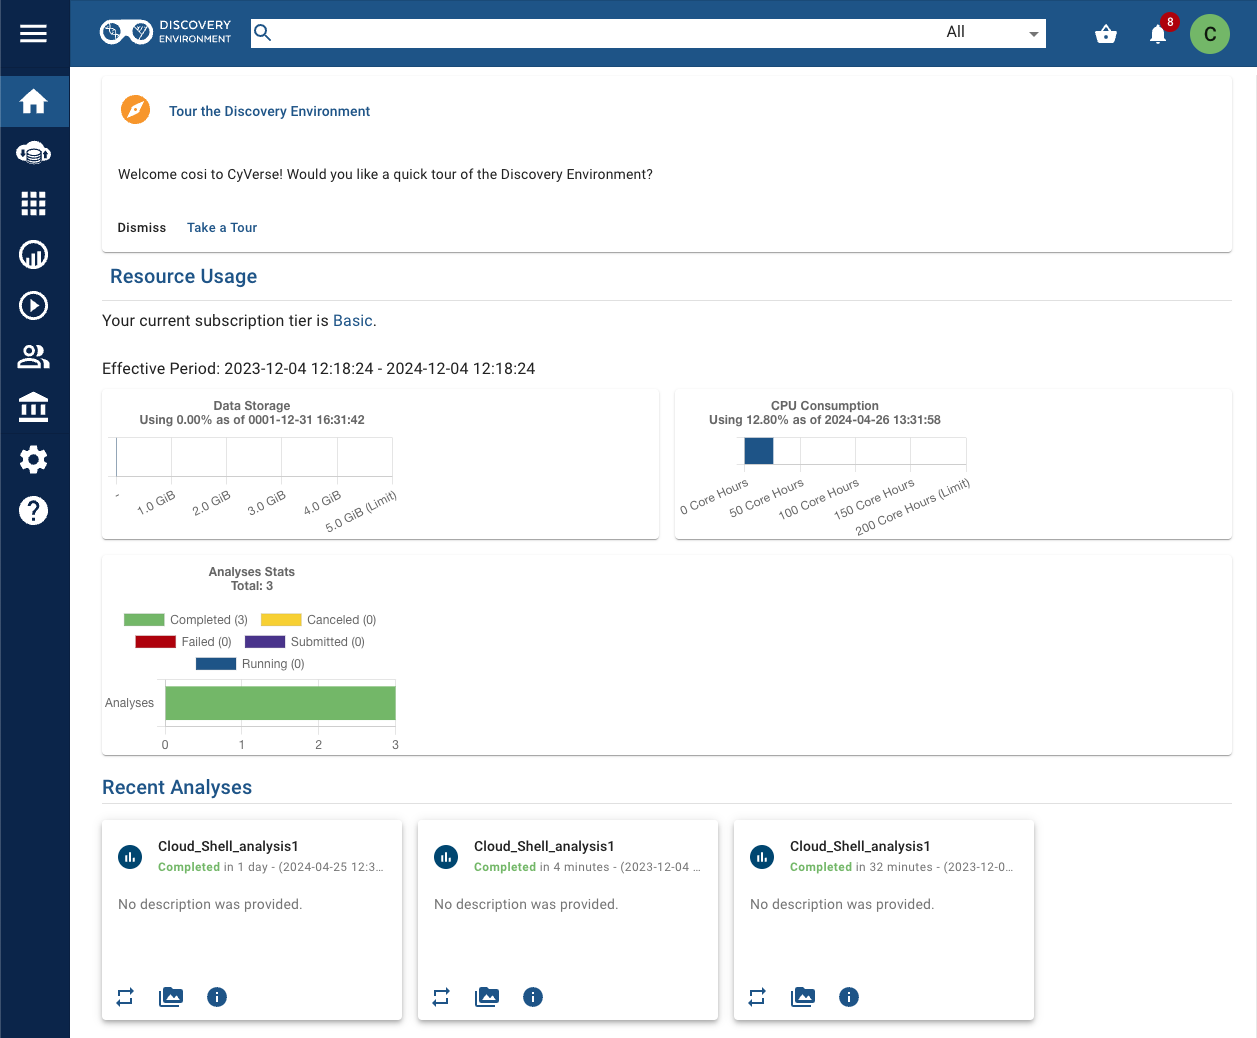 DISCOVERY
ENVIRONMENT
All
8
C
Tour the Discovery Environment
Welcome cosi to CyVerse! Would you like a quick tour of the Discovery Environment?
Dismiss Take a Tour
Resource Usage
Your current subscription tier is Basic.
Effective Period: 2023-12-04 12:18:24 - 2024-12-04 12:18:24
Data Storage
Using 0.00% as of 0001-12-31 16:31:42
- 1.0 GiB 2.0 GiB 3.0 GiB 4.0 GiB 5.0 GiB (Limit)
CPU Consumption
Using 12.80% as of 2024-04-26 13:31:58
0 Core Hours 50 Core Hours 100 Core Hours 150 Core Hours 200 Core Hours (Limit)
Analyses Stats
Total: 3
Completed (3) Canceled (0)
Failed (0) Submitted (0)
Running (0)
Analyses
0 1 2 3
Recent Analyses
Cloud_Shell_analysis1
Completed in 1 day - (2024-04-25 12:3...
No description was provided.
Cloud_Shell_analysis1
Completed in 4 minutes - (2023-12-04 ...
No description was provided.
Cloud_Shell_analysis1
Completed in 32 minutes - (2023-12-0...
No description was provided.